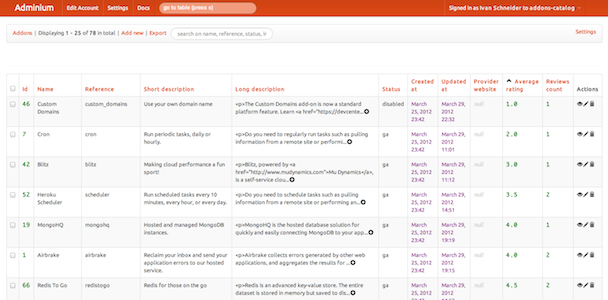 Adminium Edit Account Settings Docs go to table (press s) Signed in as Ivan Schneider to addons-catalog
Addons | Displaying 1 - 25 of 78 in total | Add new | Export search on name, reference, status, Settings
Id Name Reference Short description Long description Status Created at Updated at Provider website Average rating Reviews count Actions
46 Custom Domains custom_domains Use your own domain name <p>The Custom Domains add-on is now a standard platform feature. Learn <a href="https://devcente... disabled March 25, 2012 23:42 March 29, 2012 22:32 null 1.0 1
7 Cron cron Run periodic tasks, daily or hourly. <p>Do you need to regularly run tasks such as pulling information from a remote site or performi... ga March 25, 2012 23:42 March 29, 2012 11:01 null 2.0 1
42 Blitz blitz Making cloud performance a fun sport! <p>Blitz, powered by <a href="http://www.mudynamics.com">Mu Dynamics</a>, is a self-service clou... ga March 25, 2012 23:42 March 29, 2012 11:12 null 3.0 1
52 Heroku Scheduler scheduler Run scheduled tasks every 10 minutes, every hour, or every day. <p>Do you need to schedule tasks such as pulling information from a remote site or performing an... ga March 25, 2012 23:42 March 29, 2012 14:51 null 3.5 2
19 MongoHQ mongohq Hosted and managed MongoDB instances. <p>MongoHQ is the hosted database solution for quickly and easily connecting MongoDB to your app... ga March 25, 2012 23:42 March 29, 2012 19:19 null 4.0 1
1 Airbrake airbrake Reclaim your inbox and send your application errors to our hosted service. <p>Airbrake collects errors generated by other web applications, and aggregates the results for ... ga March 25, 2012 23:42 March 29, 2012 19:15 null 4.0 2
66 Redis To Go redistogo Redis for those on the go <p>Redis is an advanced key-value store. The entire dataset is stored in memory but saved to dis... ga March 25, 2012 March 29, 2012 null 4.5 2